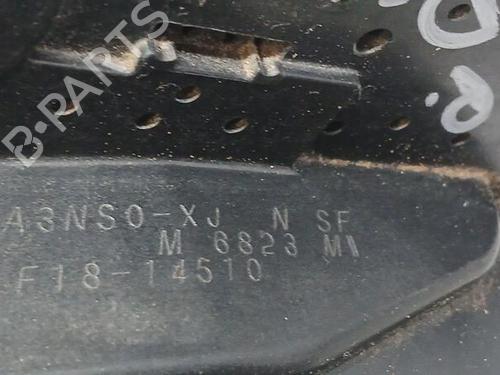 B-PARTS
A3NS0-XJ N SF
M 6823 M
F18-14510